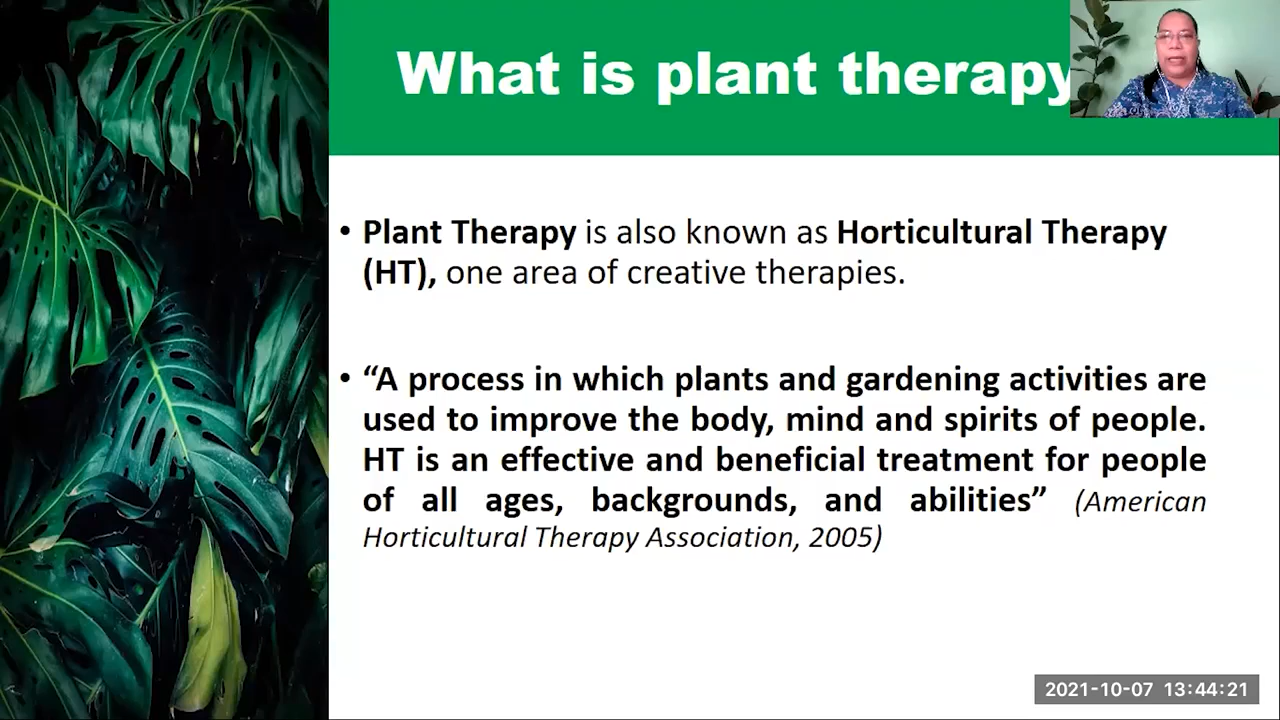 What is plant therapy
• Plant Therapy is also known as Horticultural Therapy
(HT), one area of creative therapies.
• “A process in which plants and gardening activities are
used to improve the body, mind and spirits of people.
HT is an effective and beneficial treatment for people
of all ages, backgrounds, and abilities” (American
Horticultural Therapy Association, 2005)
2021-10-07 13:44:21